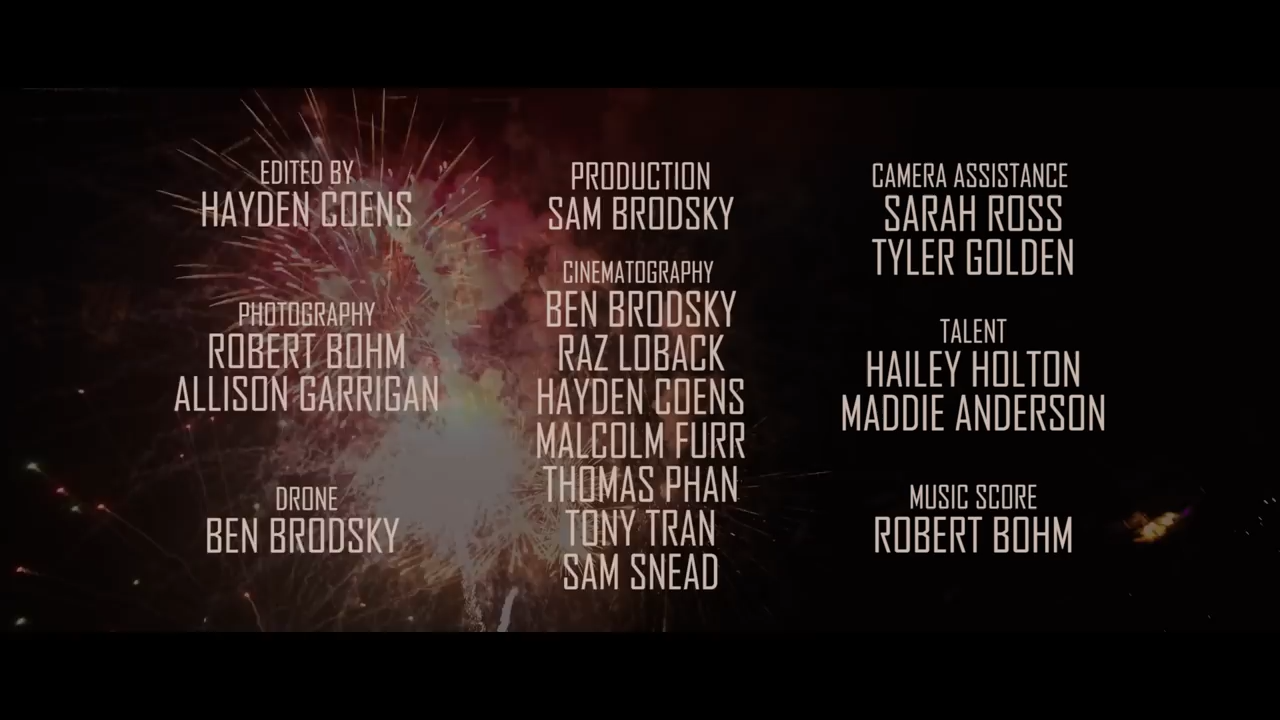 EDITED BY
HAYDEN COENS
PHOTOGRAPHY
ROBERT BOHM
ALLISON GARRIGAN
DRONE
BEN BRODSKY
PRODUCTION
SAM BRODSKY
CINEMATOGRAPHY
BEN BRODSKY
RAZ LOBACK
HAYDEN COENS
MALCOLM FURR
THOMAS PHAN
TONY TRAN
SAM SNEAD
CAMERA ASSISTANCE
SARAH ROSS
TYLER GOLDEN
TALENT
HAILEY HOLTON
MADDIE ANDERSON
MUSIC SCORE
ROBERT BOHM